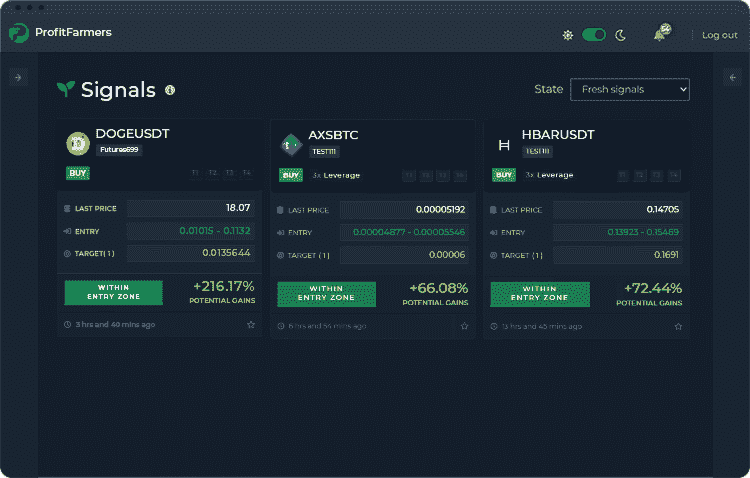 ProfitFarmers
Log out
Signals
State
Fresh signals
DOGEUSDT
Futures699
BUY
T1 T2 T3 T4
LAST PRICE 18.07
ENTRY 0.01015 - 0.1132
TARGET( 1 ) 0.0135644
WITHIN
ENTRY ZONE
+216.17%
POTENTIAL GAINS
3 hrs and 40 mins ago
AXSBTC
TEST111
BUY
3x Leverage
LAST PRICE 0.00005192
ENTRY 0.00004877 - 0.00005546
TARGET ( 1 ) 0.00006
WITHIN
ENTRY ZONE
+66.08%
POTENTIAL GAINS
6 hrs and 54 mins ago
HBARUSDT
TEST111
BUY
3x Leverage
T1 T2 T3 T4
LAST PRICE 0.14705
ENTRY 0.13923 - 0.15489
TARGET ( 1 ) 0.1691
WITHIN
ENTRY ZONE
+72.44%
POTENTIAL GAINS
13 hrs and 45 mins ago